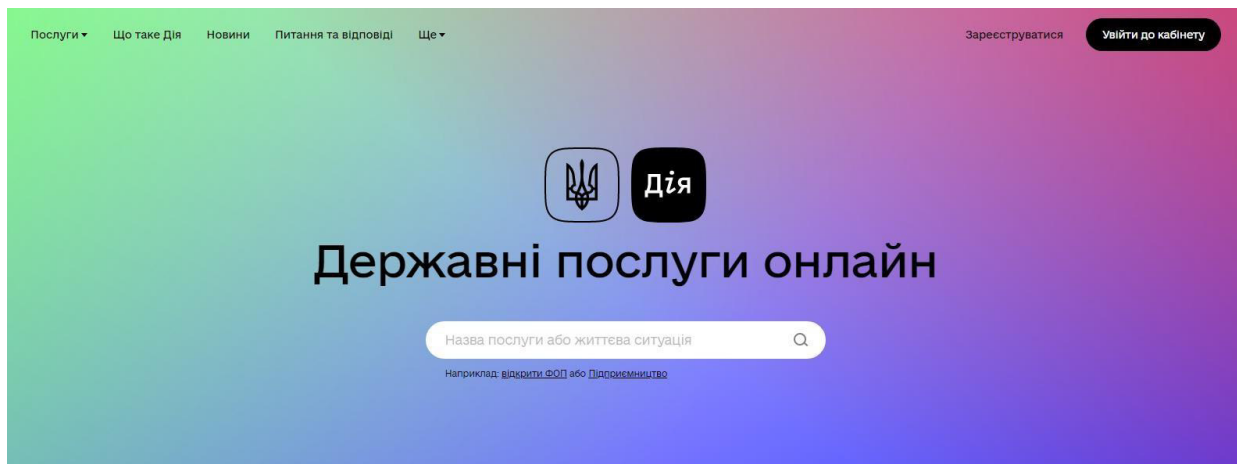 Послуги Що таке Дія Новини Питання та відповіді Ще Зареєструватися Увійти до кабінету
Дія
Державні послуги онлайн
Назва послуги або життєва ситуація
Наприклад: відкрити ФОП або Підприємництво